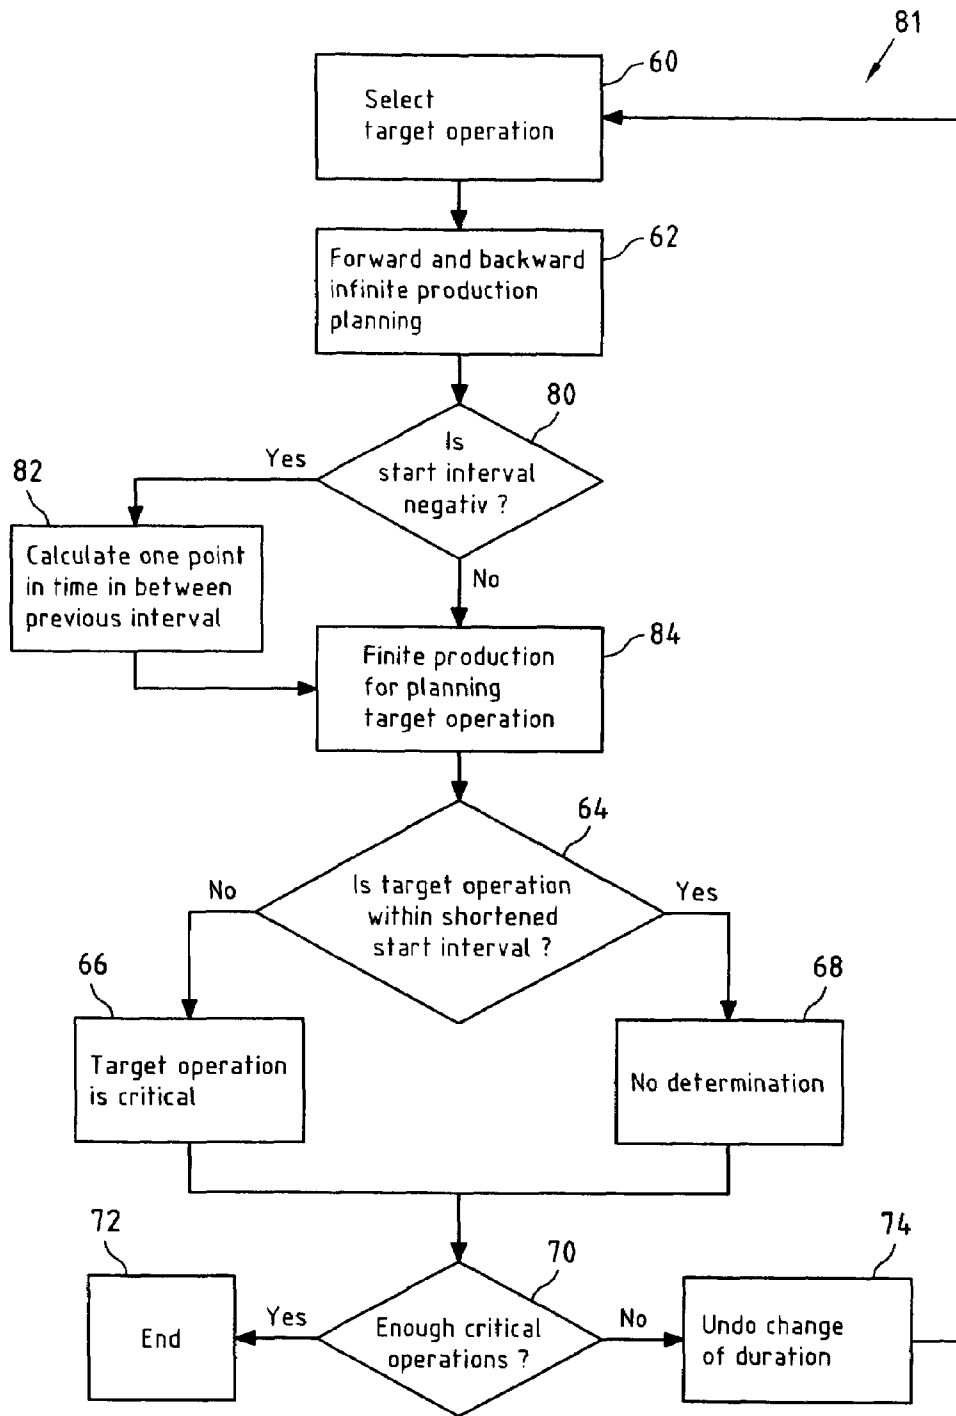 81
60
Select
target operation
62
Forward and backward
infinite production
planning
80
Is
start interval
negativ ?
Yes
82
Calculate one point
in time in between
previous interval
No
84
Finite production
for planning
target operation
64
Is target operation
within shortened
start interval ?
No
Yes
66
Target operation
is critical
68
No determination
72
End
Yes
70
Enough critical
operations ?
No
74
Undo change
of duration